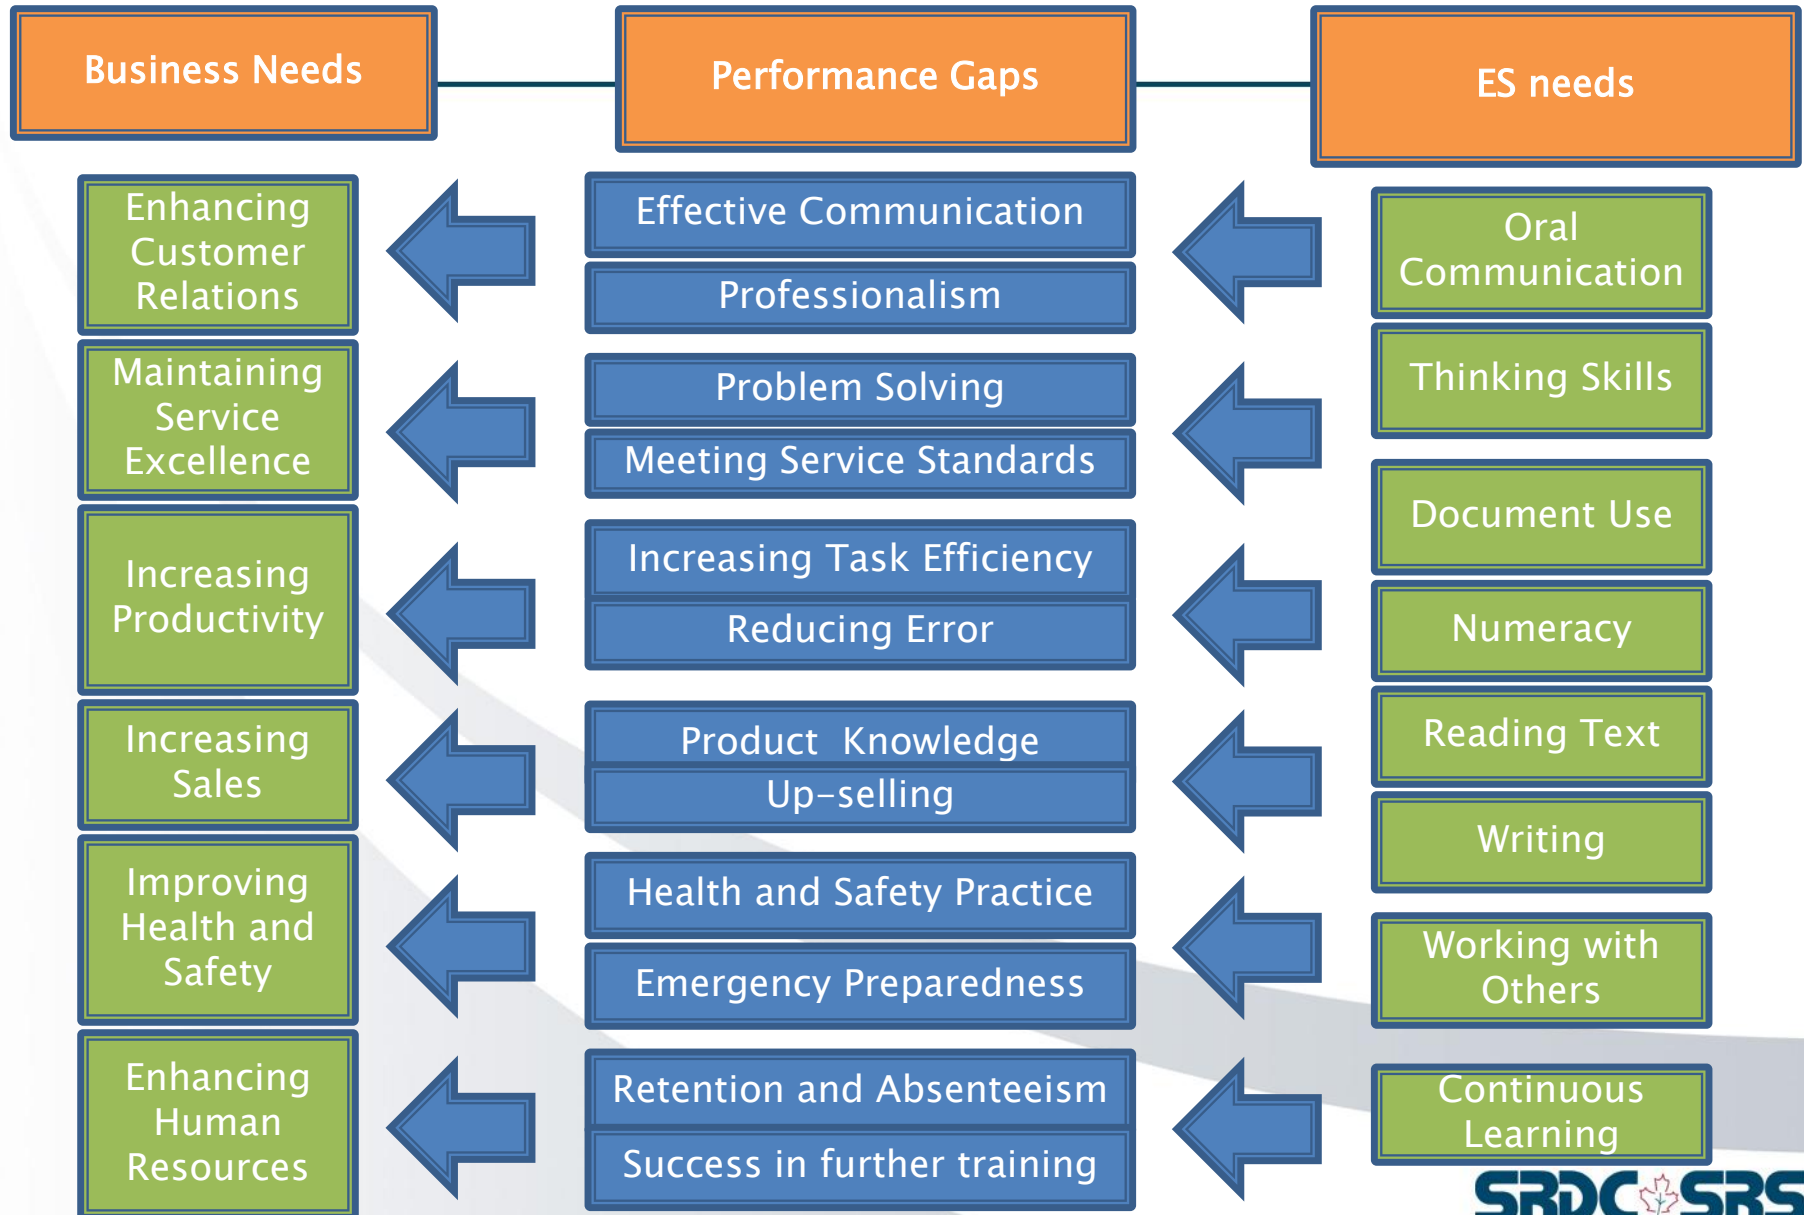 Business Needs
Performance Gaps
ES needs
Enhancing
Customer
Relations
Maintaining
Service
Excellence
Increasing
Productivity
Increasing
Sales
Improving
Health and
Safety
Enhancing
Human
Resources
Effective Communication
Professionalism
Problem Solving
Meeting Service Standards
Increasing Task Efficiency
Reducing Error
Product  Knowledge
Up-selling
Health and Safety Practice
Emergency Preparedness
Retention and Absenteeism
Success in further training
Oral
Communication
Thinking Skills
Document Use
Numeracy
Reading Text
Writing
Working with
Others
Continuous
Learning
SRDC SRS